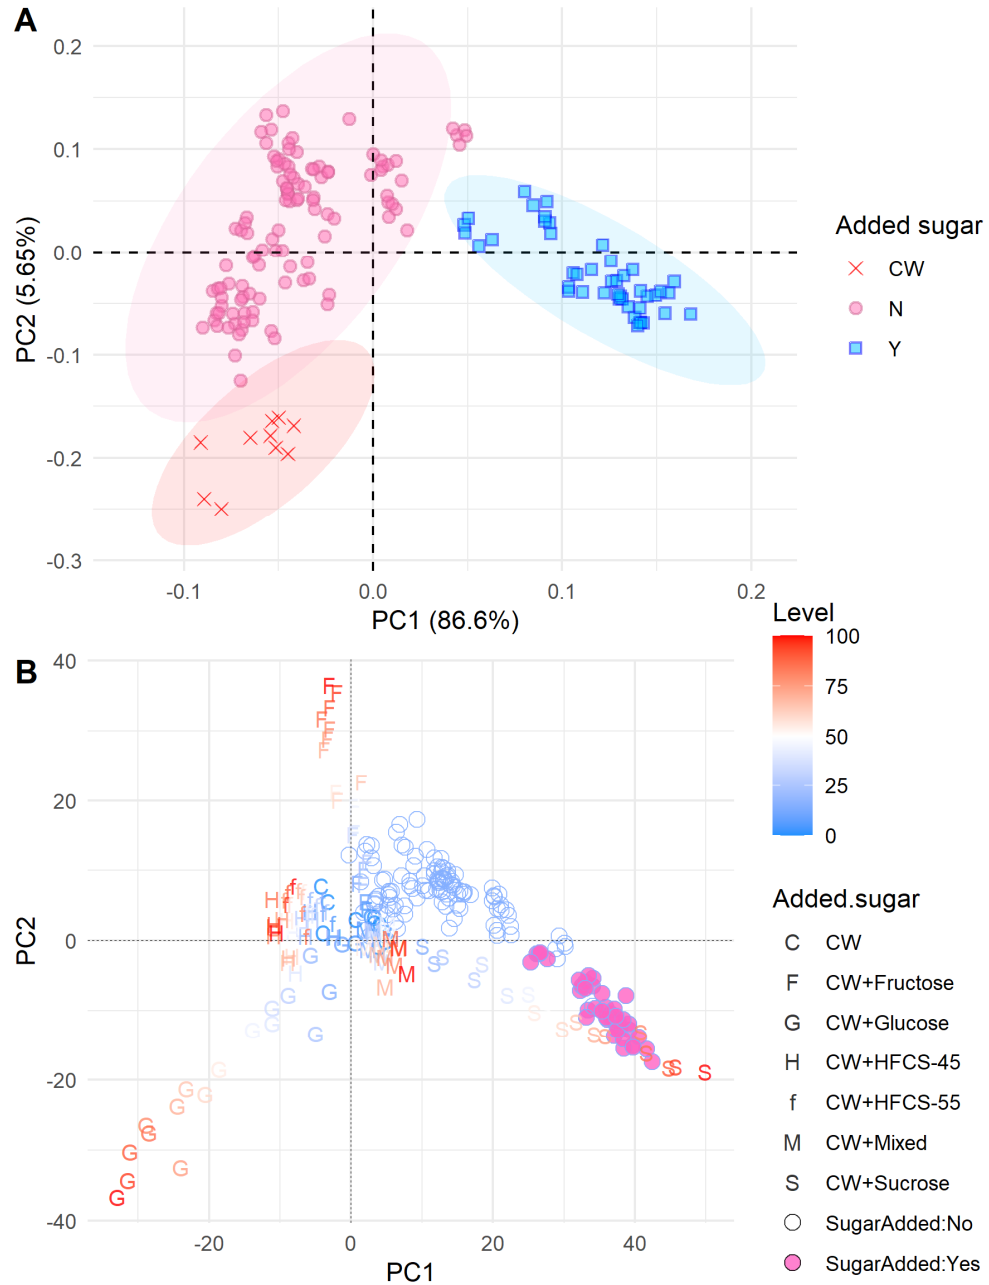 A
0.2
0.1
0.0
-0.1
-0.2
-0.3
PC2 (5.65%)
-0.1
0.0
0.1
0.2
PC1 (86.6%)
Added sugar
CW
N
Y
B
40
20
0
-20
-40
PC2
-20
0
20
40
PC1
Level
100
75
50
25
0
Added.sugar
C CW
F CW+Fructose
G CW+Glucose
H CW+HFCS-45
f CW+HFCS-55
M CW+Mixed
S CW+Sucrose
SugarAdded:No
SugarAdded:Yes